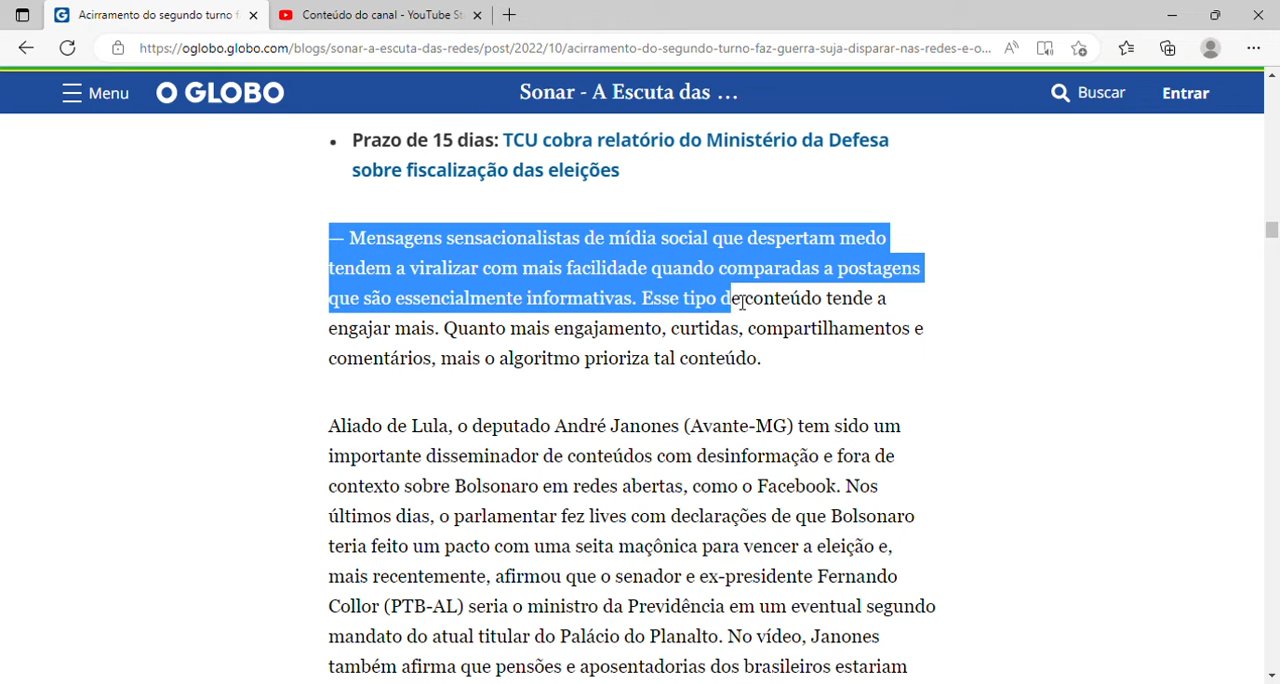 Acirramento do segundo turno f
Conteúdo do canal - YouTube St
https://oglobo.globo.com/blogs/sonar-a-escuta-das-redes/post/2022/10/acirramento-do-segundo-turno-faz-guerra-suja-disparar-nas-redes-e-o...
Menu
O GLOBO
Sonar - A Escuta das ...
Buscar
Entrar
• Prazo de 15 dias: TCU cobra relatório do Ministério da Defesa
sobre fiscalização das eleições
— Mensagens sensacionalistas de mídia social que despertam medo
tendem a viralizar com mais facilidade quando comparadas a postagens
que são essencialmente informativas. Esse tipo de conteúdo tende a
engajar mais. Quanto mais engajamento, curtidas, compartilhamentos e
comentários, mais o algoritmo prioriza tal conteúdo.
Aliado de Lula, o deputado André Janones (Avante-MG) tem sido um
importante disseminador de conteúdos com desinformação e fora de
contexto sobre Bolsonaro em redes abertas, como o Facebook. Nos
últimos dias, o parlamentar fez lives com declarações de que Bolsonaro
teria feito um pacto com uma seita maçônica para vencer a eleição e,
mais recentemente, afirmou que o senador e ex-presidente Fernando
Collor (PTB-AL) seria o ministro da Previdência em um eventual segundo
mandato do atual titular do Palácio do Planalto. No vídeo, Janones
também afirma que pensões e aposentadorias dos brasileiros estariam